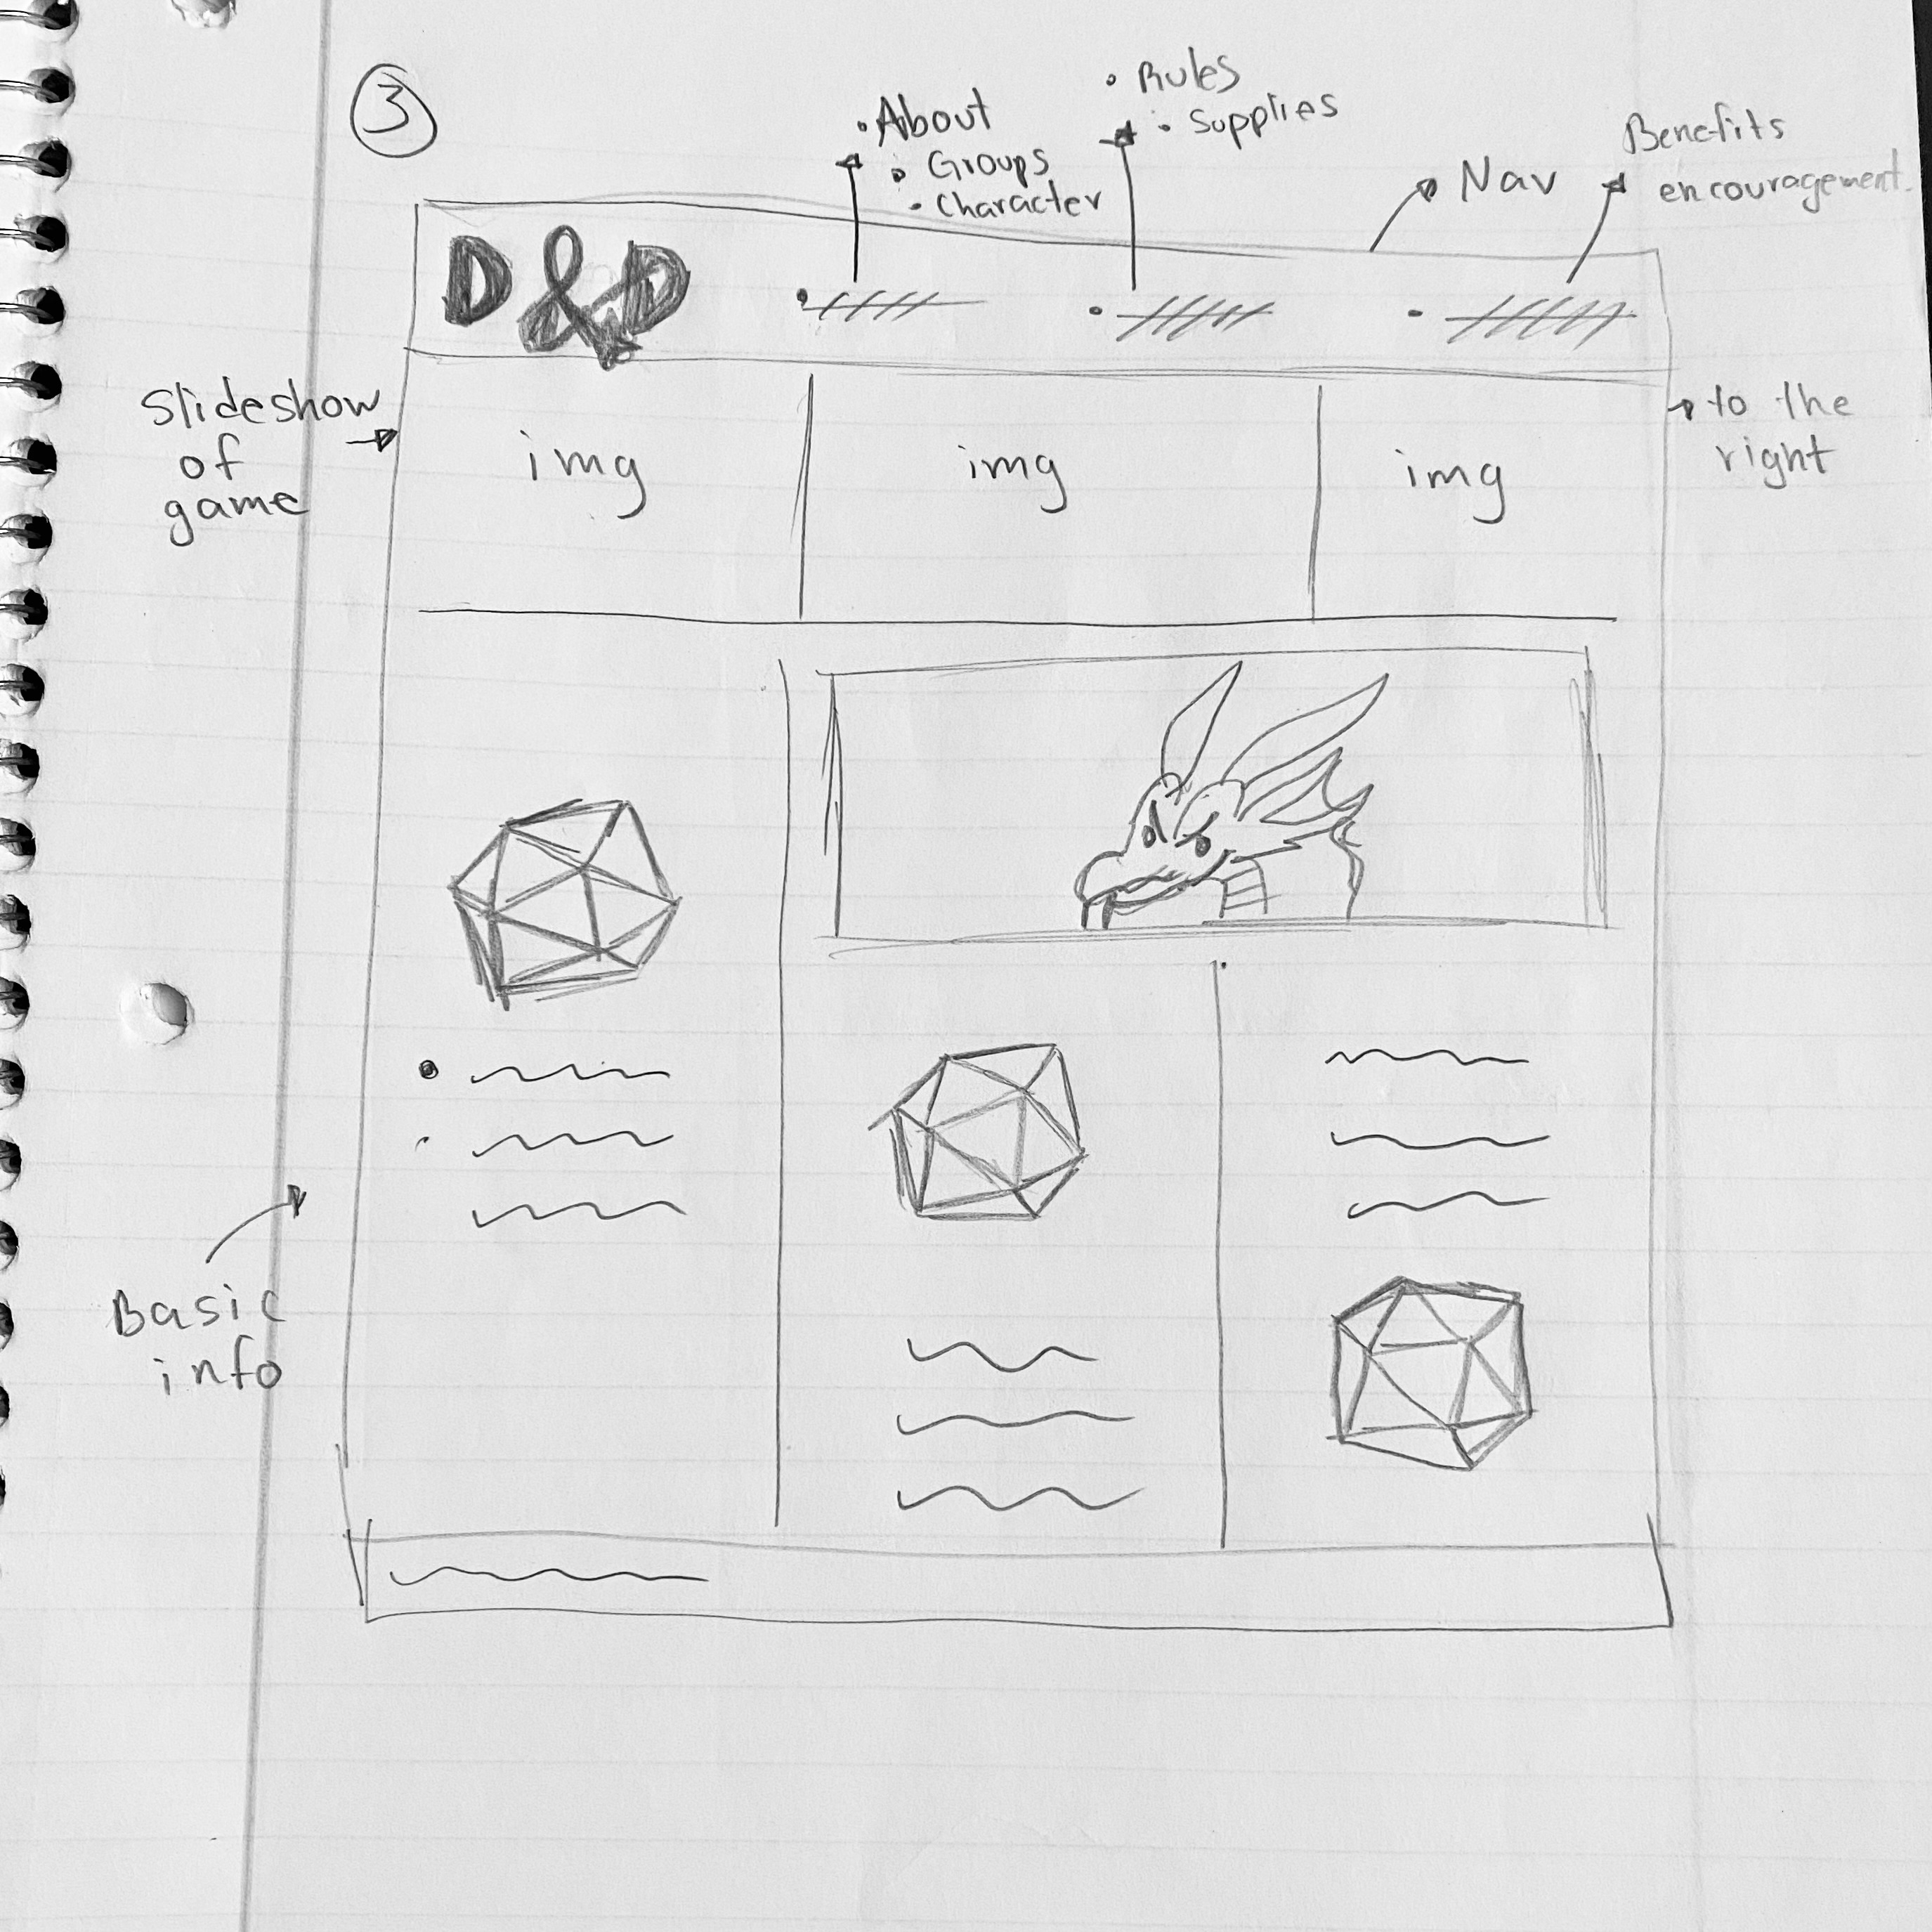 3
• Rules
• Supplies
• About
• Groups
• Character
Nav
Benefits
encouragement.
D&D
Slideshow
of
game
img
img
img
to the
right
Basic
info